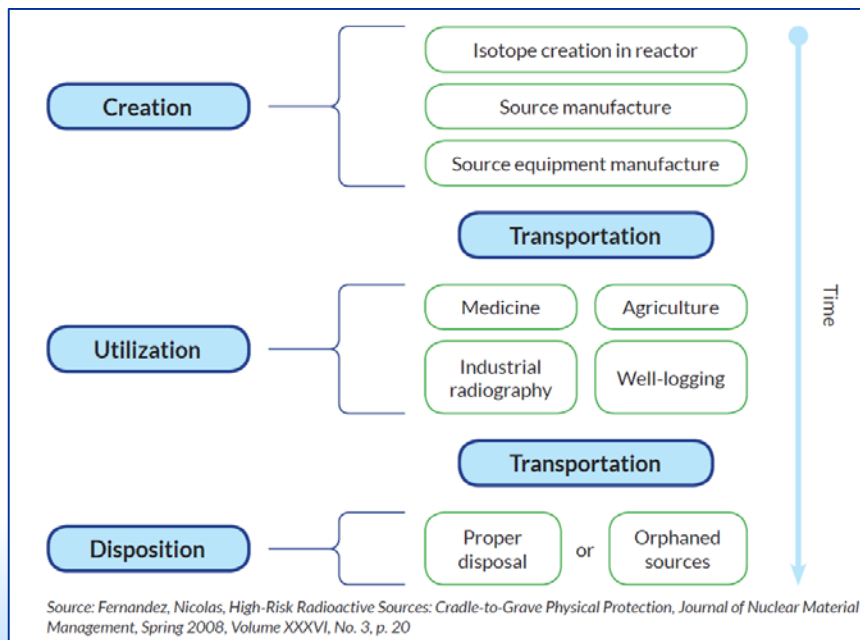 Isotope creation in reactor
Creation
Source manufacture
Source equipment manufacture
Transportation
Time
Medicine
Agriculture
Utilization
Industrial
radiography
Well-logging
Transportation
Disposition
Proper
disposal
or
Orphaned
sources
Source: Fernandez, Nicolas, High-Risk Radioactive Sources: Cradle-to-Grave Physical Protection, Journal of Nuclear Material
Management, Spring 2008, Volume XXXVI, No. 3, p. 20